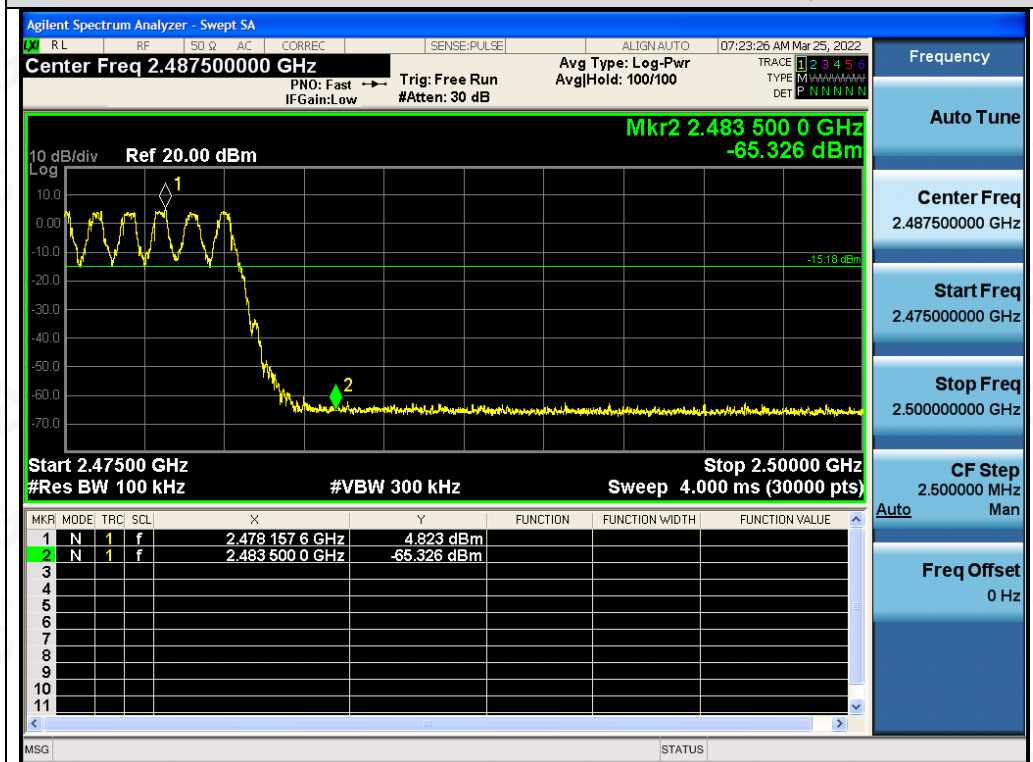 Agilent Spectrum Analyzer - Swept SA
LXI RL RF 50 Ω AC CORREC SENSE:PULSE ALIGN AUTO 07:23:26 AM Mar 25, 2022
Center Freq 2.487500000 GHz
PNO: Fast
IFGain:Low
Trig: Free Run
#Atten: 30 dB
Avg Type: Log-Pwr
Avg|Hold: 100/100
TRACE 1 2 3 4 5 6
TYPE M
DET P N N N N N
Mkr2 2.483 500 0 GHz
-65.326 dBm
10 dB/div Ref 20.00 dBm
Log
10.0
0.00
-10.0
-20.0
-30.0
-40.0
-50.0
-60.0
-70.0
1
-15.18 dBm
2
Start 2.47500 GHz Stop 2.50000 GHz
#Res BW 100 kHz #VBW 300 kHz Sweep 4.000 ms (30000 pts)
MKR MODE TRC SCL X Y FUNCTION FUNCTION WIDTH FUNCTION VALUE
1 N 1 f 2.478 157 6 GHz 4.823 dBm
2 N 1 f 2.483 500 0 GHz -65.326 dBm
3
4
5
6
7
8
9
10
11
MSG STATUS
Frequency
Auto Tune
Center Freq
2.487500000 GHz
Start Freq
2.475000000 GHz
Stop Freq
2.500000000 GHz
CF Step
2.500000 MHz
Auto Man
Freq Offset
0 Hz